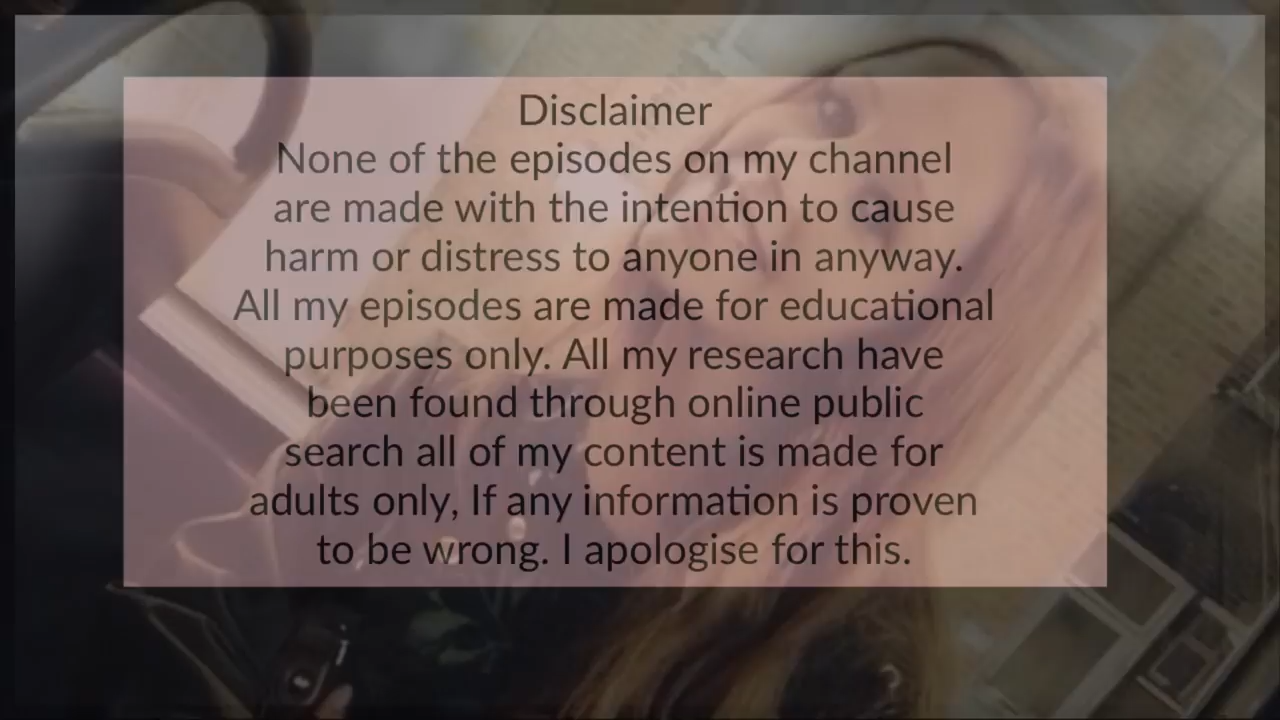 Disclaimer
None of the episodes on my channel
are made with the intention to cause
harm or distress to anyone in anyway.
All my episodes are made for educational
purposes only. All my research have
been found through online public
search all of my content is made for
adults only, If any information is proven
to be wrong. I apologise for this.